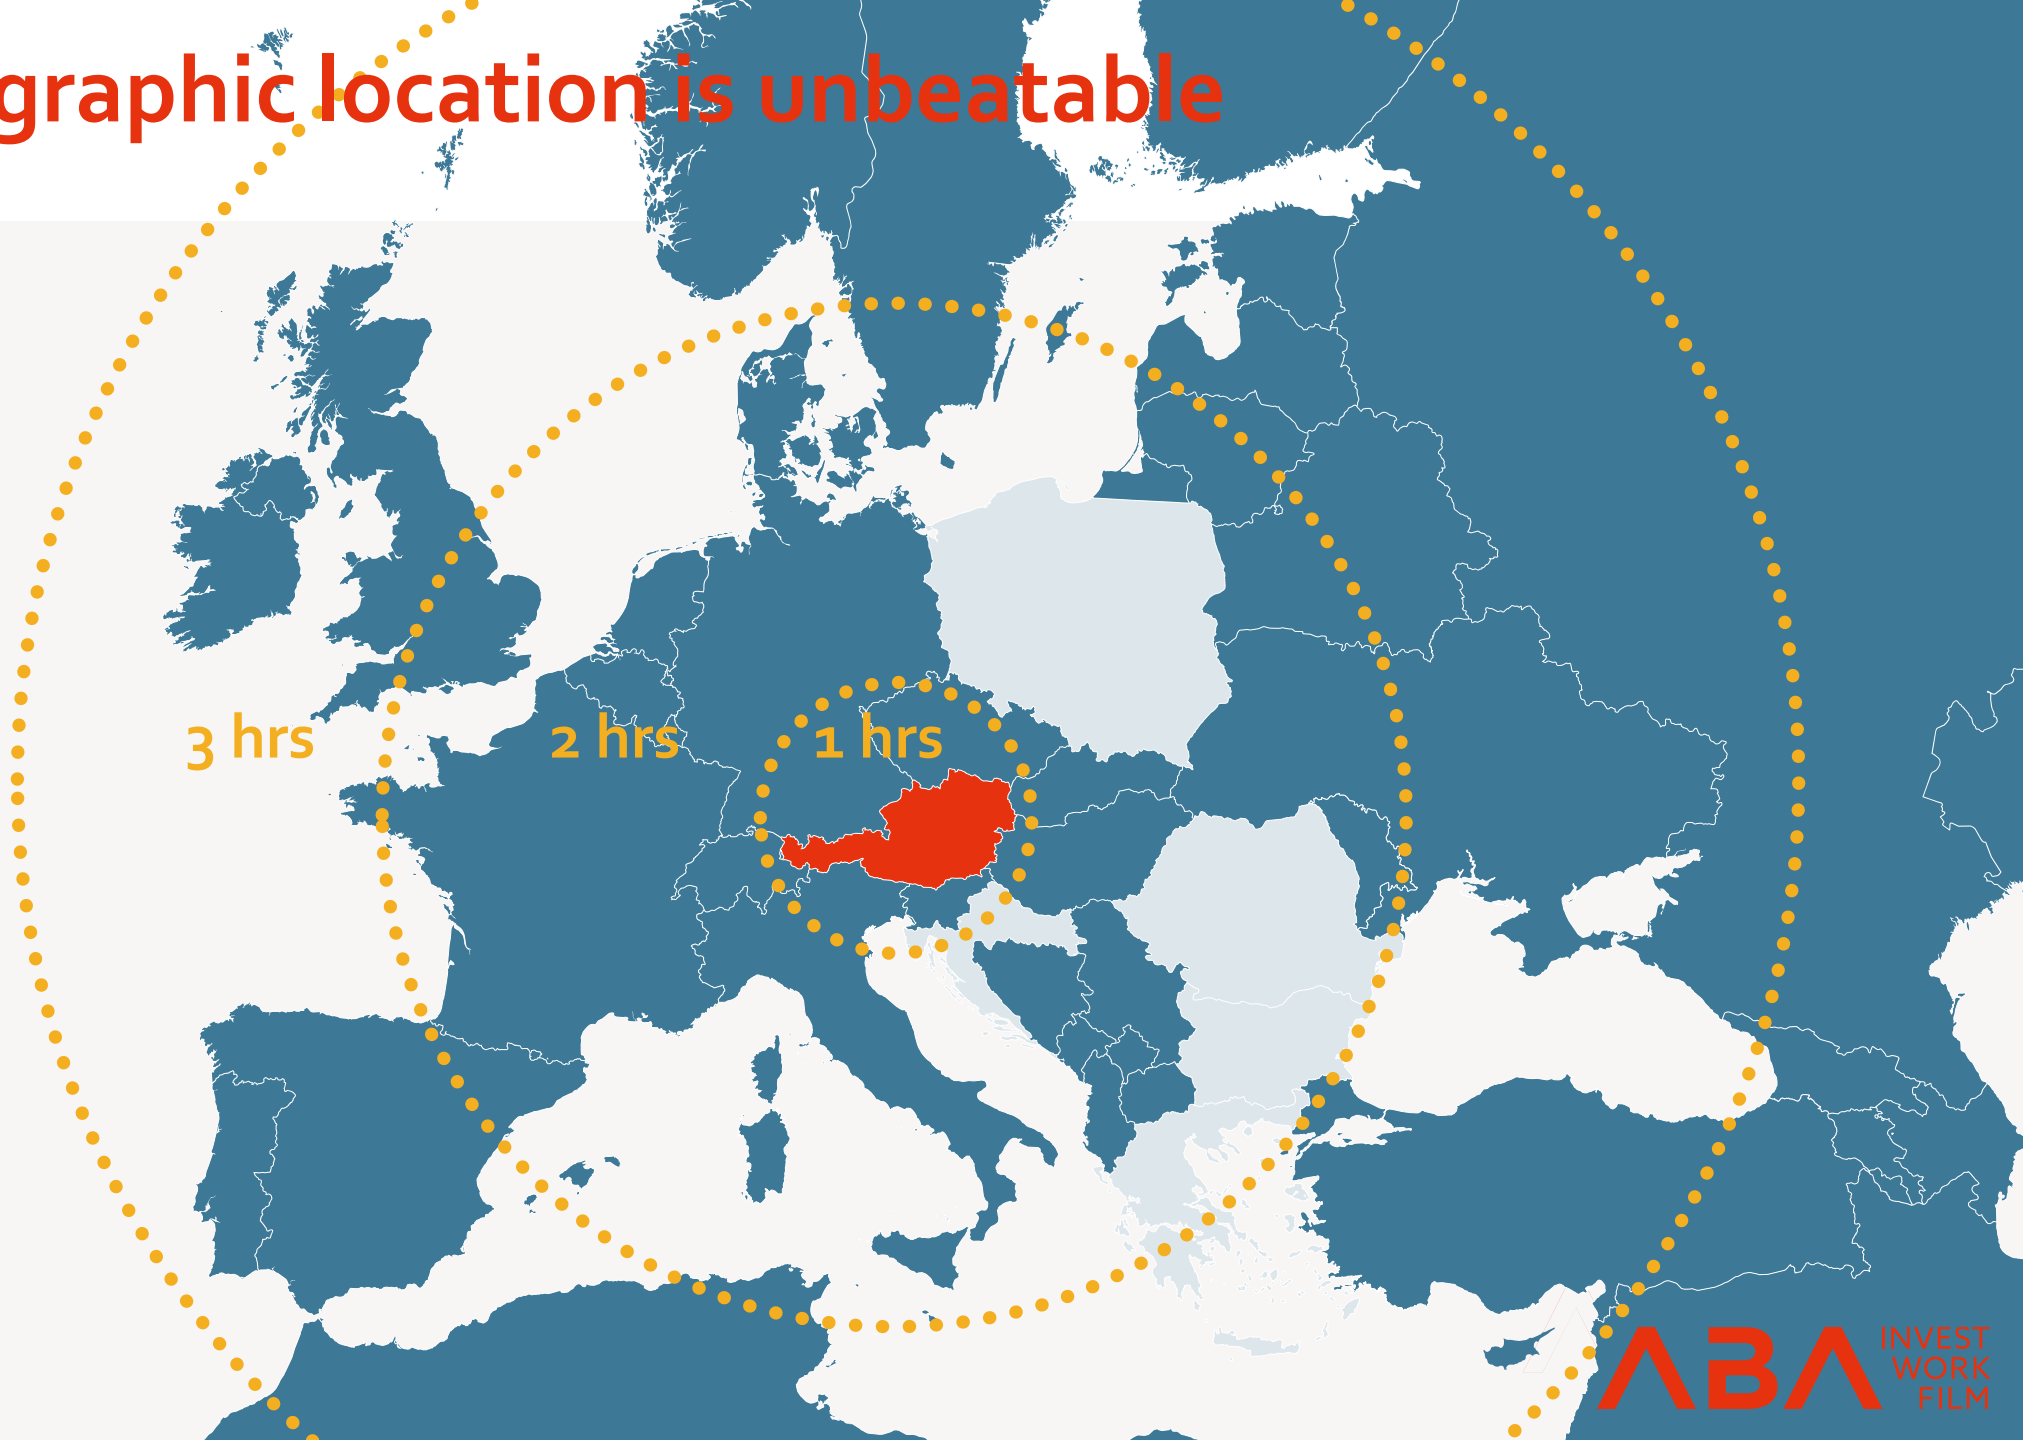 graphic location is unbeatable
3 hrs 2 hrs 1 hrs
ABA INVEST
WORK
FILM